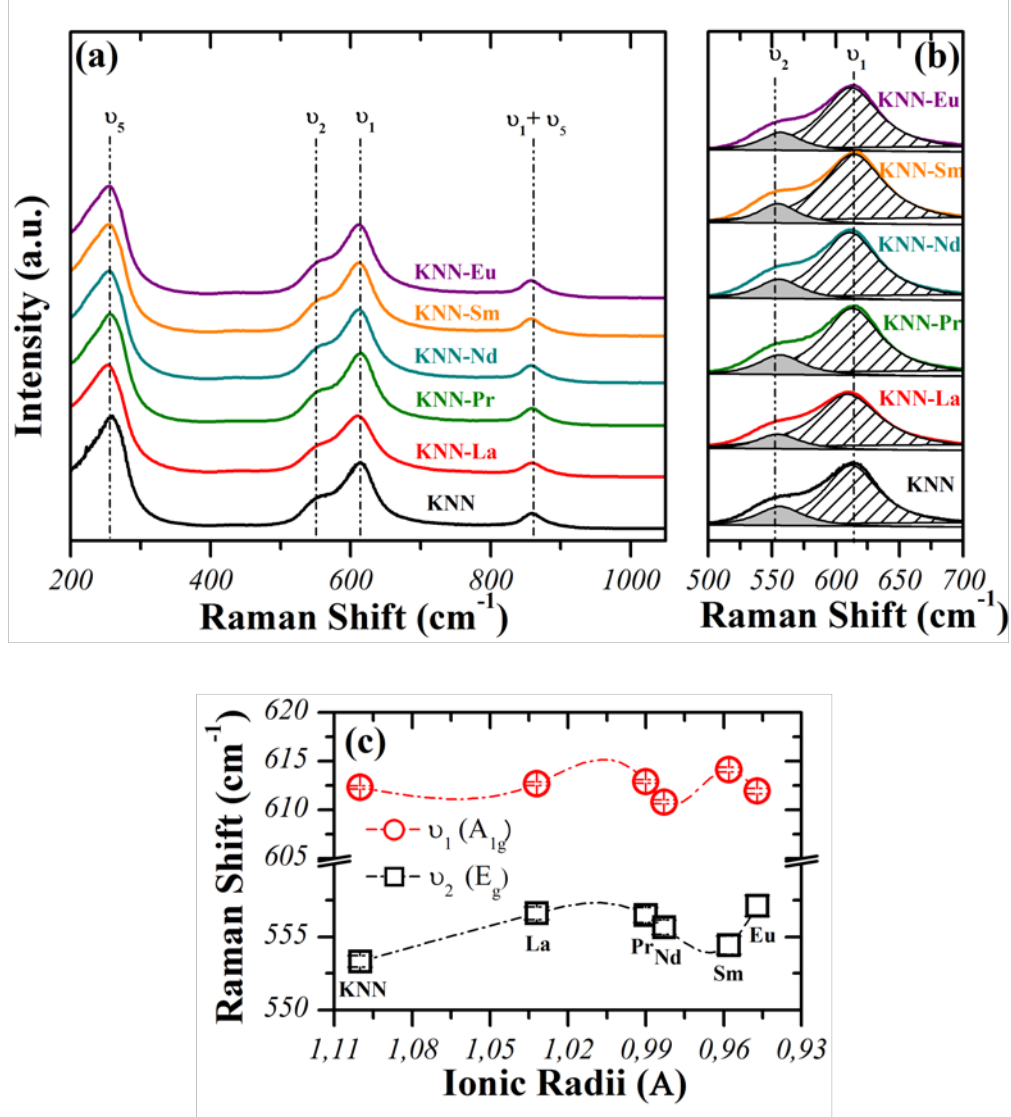 (a)
υ5
υ2
υ1
υ1+ υ5
KNN-Eu
KNN-Sm
KNN-Nd
KNN-Pr
KNN-La
KNN
Intensity (a.u.)
200 400 600 800 1000
Raman Shift (cm-1)
(b)
υ2
υ1
KNN-Eu
KNN-Sm
KNN-Nd
KNN-Pr
KNN-La
KNN
500 550 600 650 700
Raman Shift (cm-1)
(c)
620
615
610
605
555
550
Raman Shift (cm-1)
υ1 (A1g)
υ2 (Eg)
KNN
La
Pr
Nd
Sm
Eu
1,11 1,08 1,05 1,02 0,99 0,96 0,93
Ionic Radii (A)